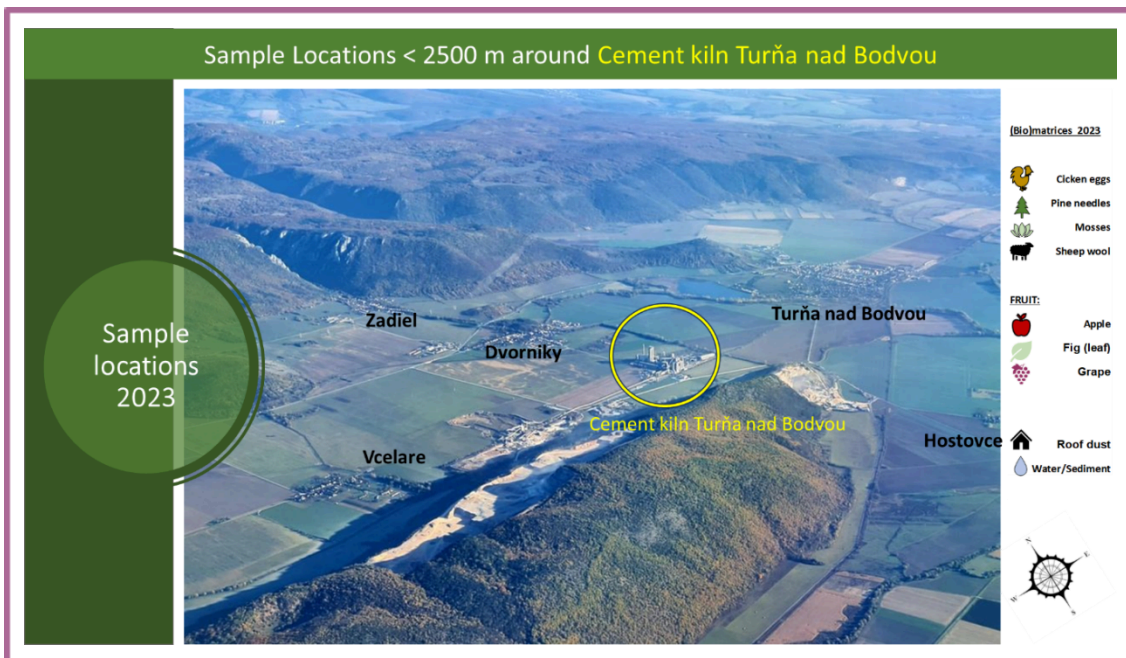 Sample Locations < 2500 m around Cement kiln Turňa nad Bodvou
Sample
locations
2023
Zadiel
Dvorniky
Turňa nad Bodvou
Cement kiln Turňa nad Bodvou
Vcelare
Hostovce
(Bio)matrices 2023
Cicken eggs
Pine needles
Mosses
Sheep wool
FRUIT:
Apple
Fig (leaf)
Grape
Roof dust
Water/Sediment
N
E
W
S